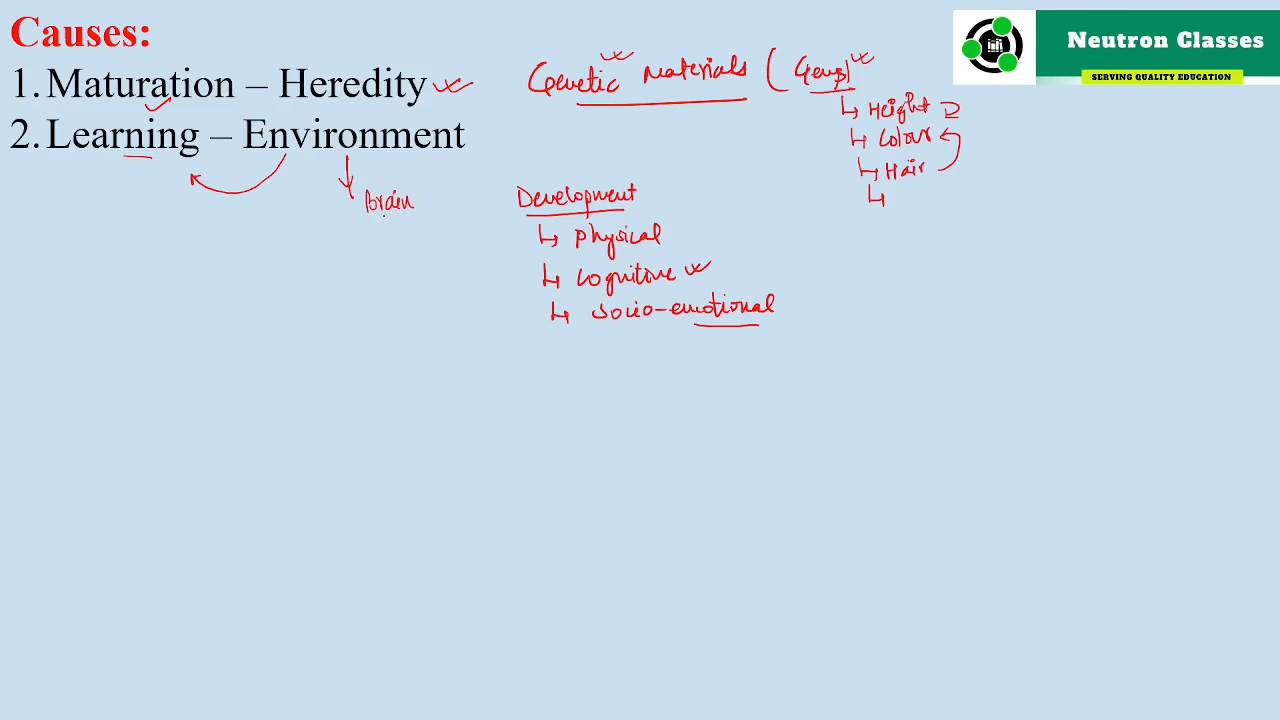 Causes:
1. Maturation – Heredity
2. Learning – Environment
Brain
Genetic Materials (Genes)
Height
Colour
Hair
Development
Physical
Cognitive
Socio-emotional
Neutron Classes
SERVING QUALITY EDUCATION